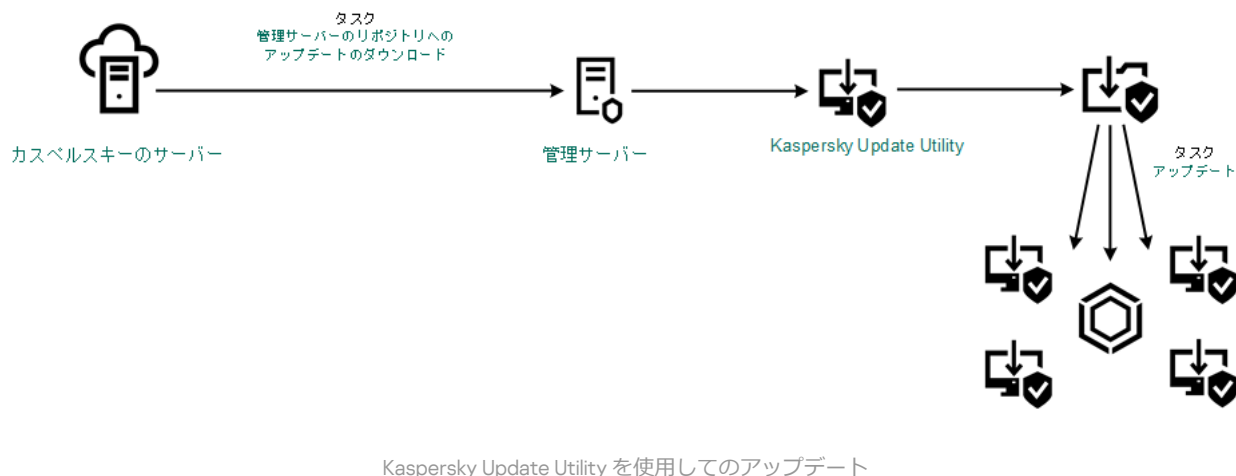 タスク
管理サーバーのリポジトリへの
アップデートのダウンロード
カスペルスキーのサーバー
管理サーバー
Kaspersky Update Utility
タスク
アップデート
Kaspersky Update Utility を使用してのアップデート